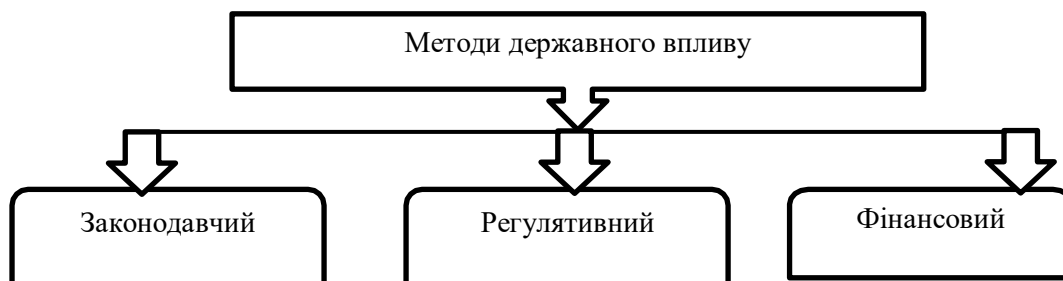 Методи державного впливу
Законодавчий
Регулятивний
Фінансовий